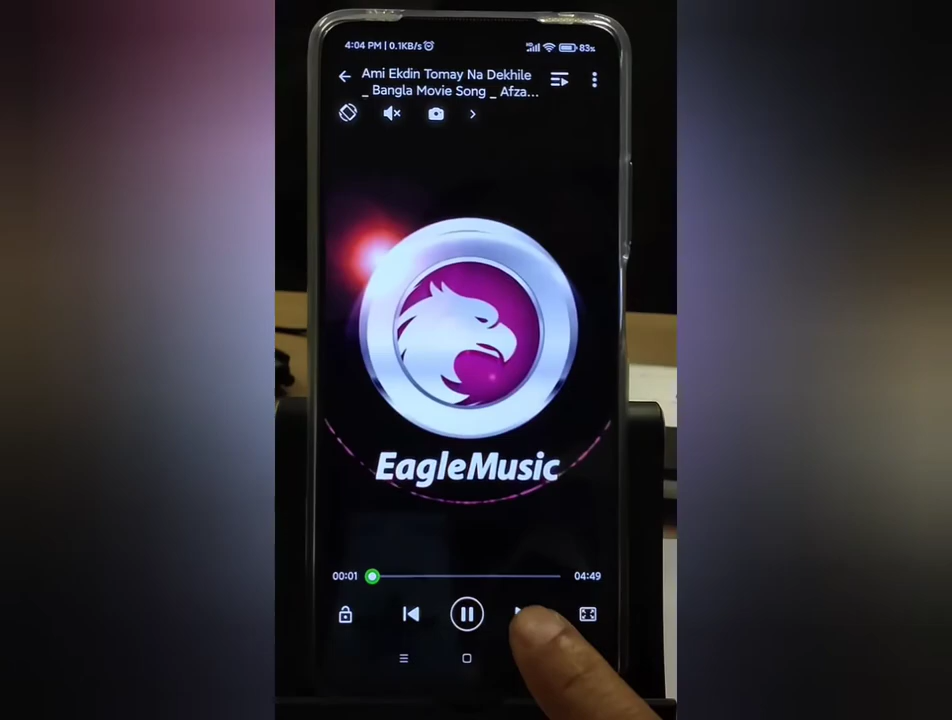 4:04 PM | 0.1KB/s
83%
Ami Ekdin Tomay Na Dekhile
_ Bangla Movie Song _ Afza...
EagleMusic
00:01
04:49